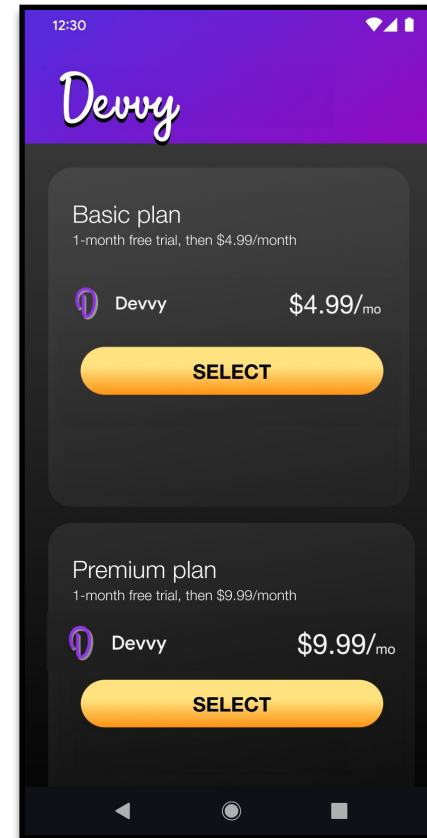 12:30
Devvy
Basic plan
1-month free trial, then $4.99/month
Devvy $4.99/mo
SELECT
Premium plan
1-month free trial, then $9.99/month
Devvy $9.99/mo
SELECT